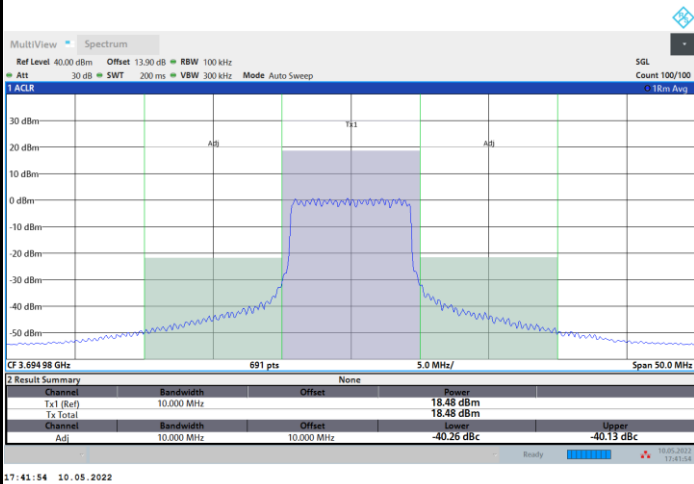 MultiView Spectrum
Ref Level 40.00 dBm Offset 13.90 dB RBW 100 kHz SGL
Att 30 dB SWT 200 ms VBW 300 kHz Mode Auto Sweep Count 100/100
1 ACLR 1Rm Avg
30 dBm
Tx1
20 dBm
Adj Adj
10 dBm
0 dBm
-10 dBm
-20 dBm
-30 dBm
-40 dBm
-50 dBm
CF 3.694 98 GHz 691 pts 5.0 MHz/ Span 50.0 MHz
2 Result Summary None
Channel Bandwidth Offset Power
Tx1 (Ref) 10.000 MHz 18.48 dBm
Tx Total 18.48 dBm
Channel Bandwidth Offset Lower Upper
Adj 10.000 MHz 10.000 MHz -40.26 dBc -40.13 dBc
Ready 10.05.2022
17:41:54
17:41:54 10.05.2022